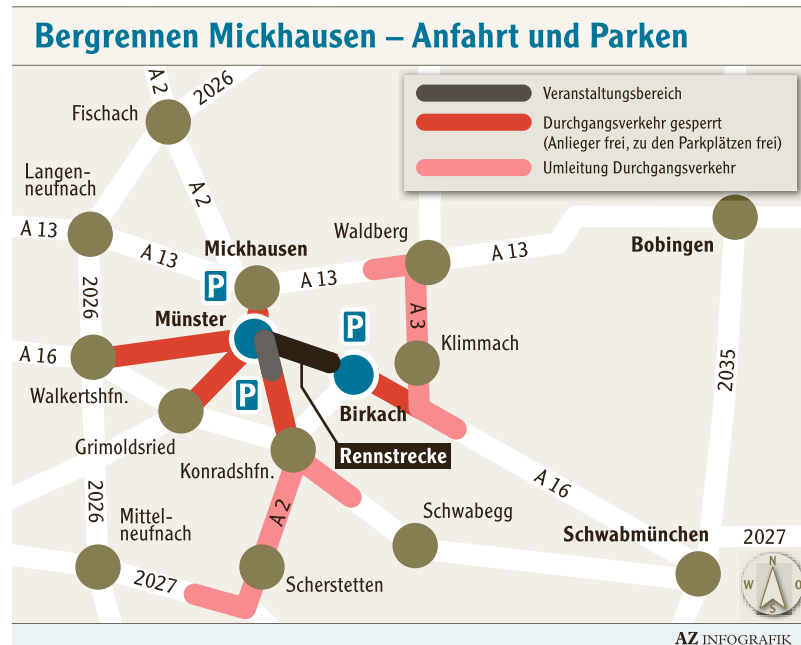 Bergrennen Mickhausen – Anfahrt und Parken
Veranstaltungsbereich
Durchgangsverkehr gesperrt
(Anlieger frei, zu den Parkplätzen frei)
Umleitung Durchgangsverkehr
A 2
2026
Fischach
Langen-
neufnach
A 2
A 13
A 13
Mickhausen
Waldberg
A 13
A 13
Bobingen
P
2026
Münster
P
A 3
Klimmach
A 16
Walkertshfn.
P
Birkach
2035
Grimoldsried
Konradshfn.
Rennstrecke
A 16
2026
Mittel-
neufnach
A 2
Schwabegg
Schwabmünchen
2027
2027
Scherstetten
N
W
O
S
AZ INFOGRAFIK